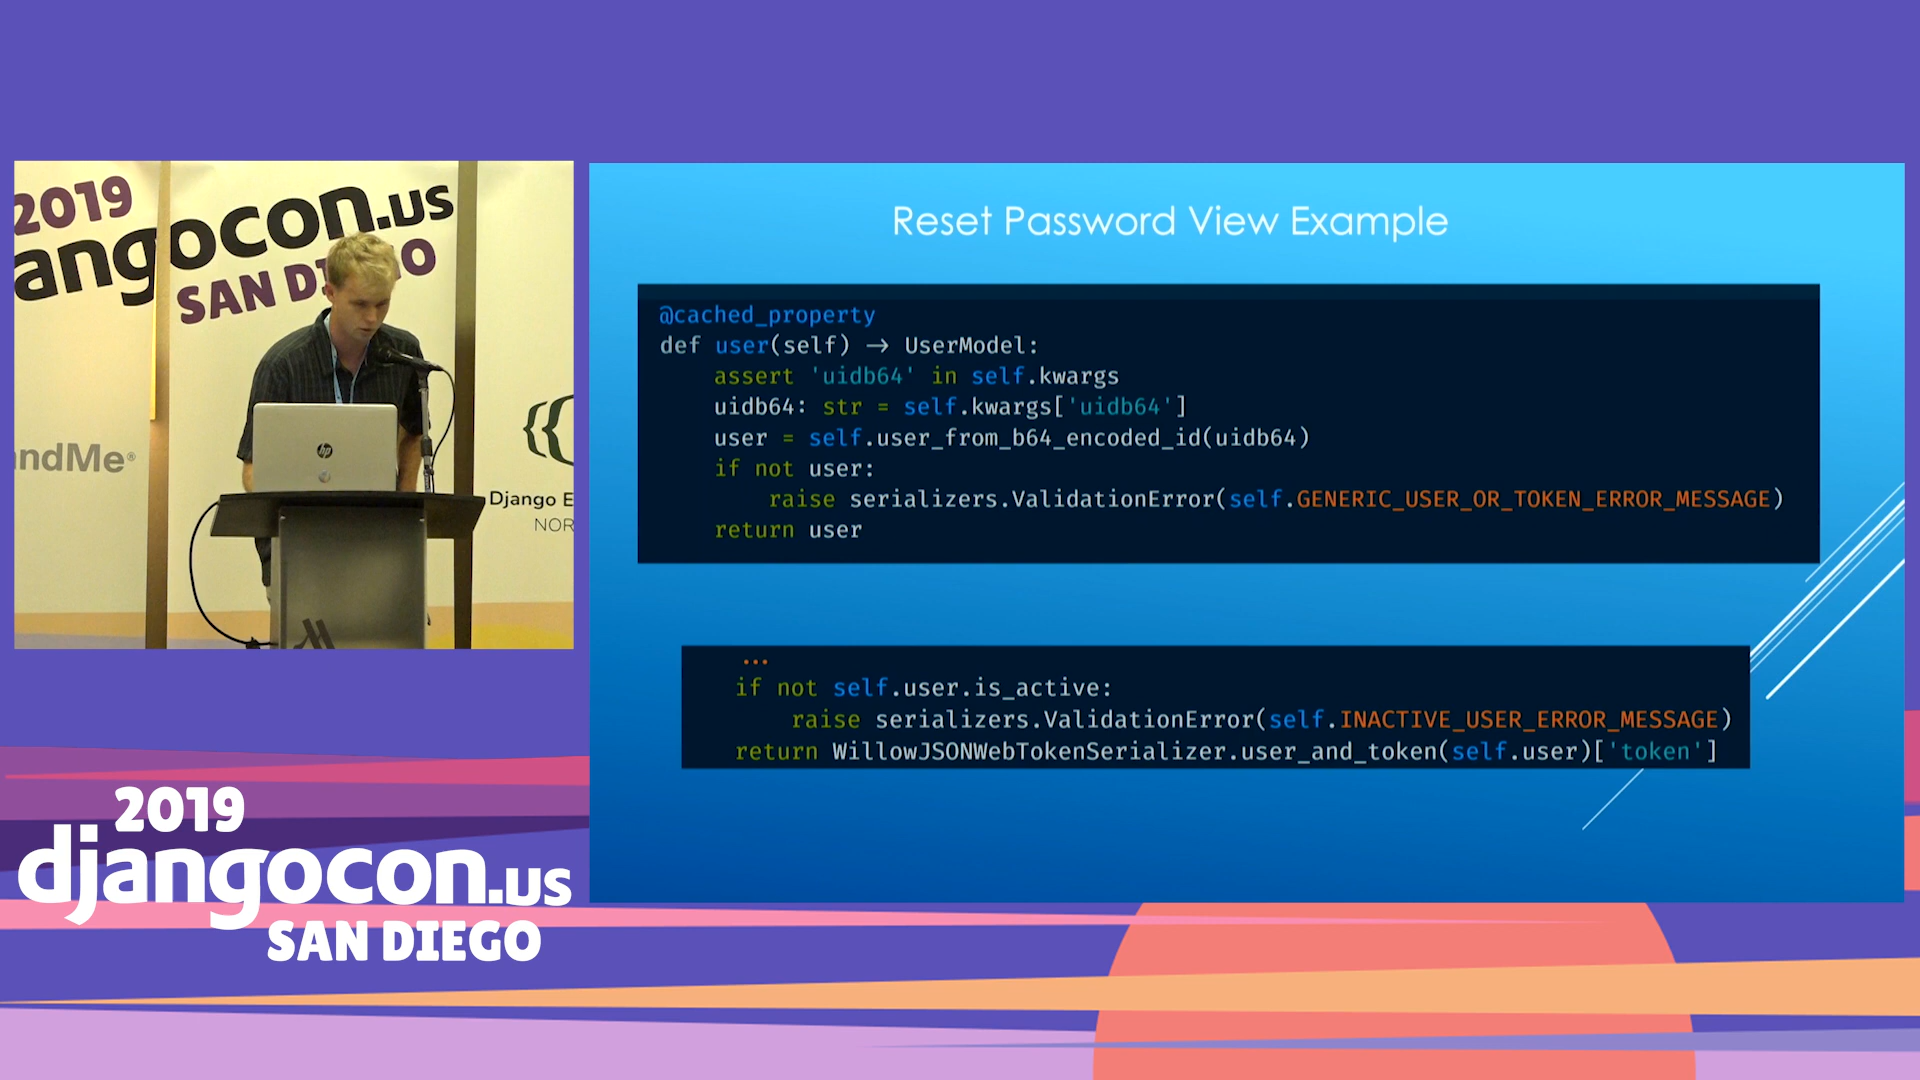 2019
angocon.us
SAN D O
andMe®
Django E
NOR
Reset Password View Example
@cached_property
def user(self) → UserModel:
assert 'uidb64' in self.kwargs
uidb64: str = self.kwargs['uidb64']
user = self.user_from_b64_encoded_id(uidb64)
if not user:
raise serializers.ValidationError(self.GENERIC_USER_OR_TOKEN_ERROR_MESSAGE)
return user
...
if not self.user.is_active:
raise serializers.ValidationError(self.INACTIVE_USER_ERROR_MESSAGE)
return WillowJSONWebTokenSerializer.user_and_token(self.user)['token']
2019
djangocon.us
SAN DIEGO